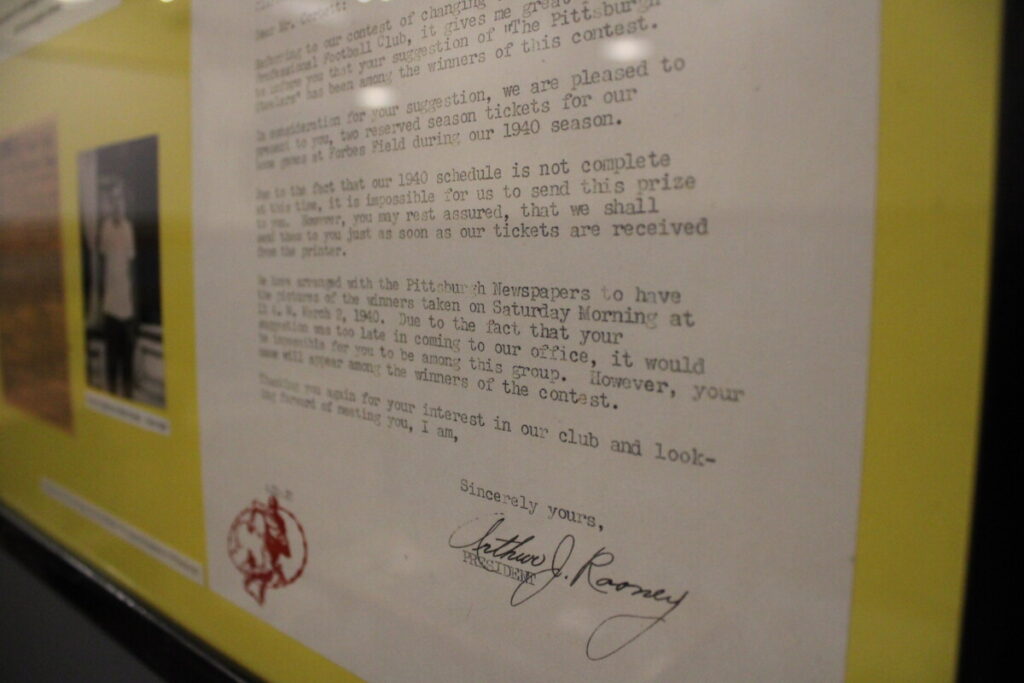 Dear Mr.
Referring to our contest of changing
Professional Football Club, it gives me great
to inform you that your suggestion of "The Pittsburgh
Steelers" has been among the winners of this contest.
In consideration for your suggestion, we are pleased to
present to you, two reserved season tickets for our
home games at Forbes Field during our 1940 season.
Due to the fact that our 1940 schedule is not complete
at this time, it is impossible for us to send this prize
to you. However, you may rest assured, that we shall
send them to you just as soon as our tickets are received
from the printer.
We have arranged with the Pittsburgh Newspapers to have
the pictures of the winners taken on Saturday Morning at
11 A. M. March 2, 1940. Due to the fact that your
suggestion was too late in coming to our office, it would
be impossible for you to be among this group. However, your
name will appear among the winners of the contest.
Thanking you again for your interest in our club and look-
ing forward of meeting you, I am,
Sincerely yours,
Arthur J. Rooney
PRESIDENT